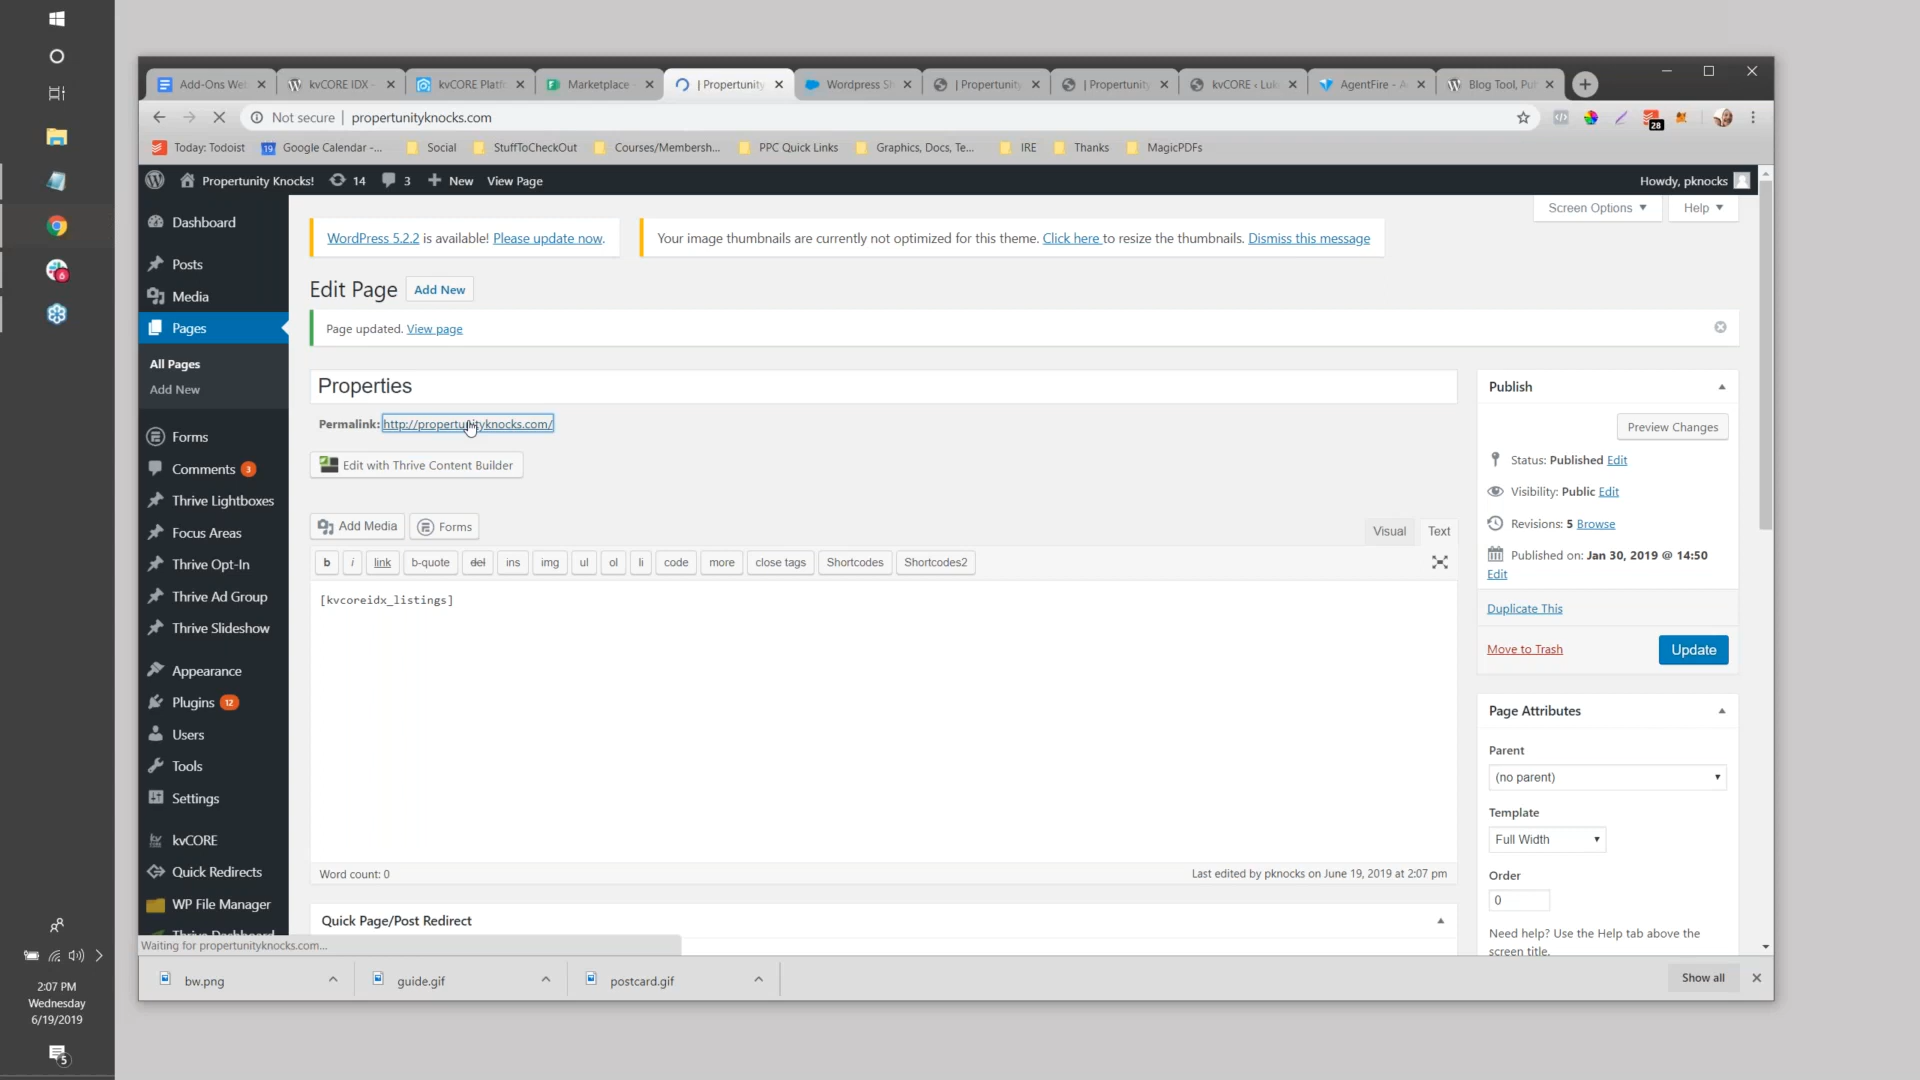 Add-Ons We
kvCORE IDX -
kvCORE Platf
Marketplace -
| Propertunity
Wordpress S
| Propertunity
| Propertunity
kvCORE ‹ Luk
AgentFire - A
Blog Tool, Pu
Not secure | propertunityknocks.com
28
Today: Todoist
19
Google Calendar -...
Social
StuffToCheckOut
Courses/Membersh...
PPC Quick Links
Graphics, Docs, Te...
IRE
Thanks
MagicPDFs
Propertunity Knocks!
14
3
New
View Page
Howdy, pknocks
Screen Options
Help
Dashboard
Posts
Media
Pages
All Pages
Add New
Forms
Comments 3
Thrive Lightboxes
Focus Areas
Thrive Opt-In
Thrive Ad Group
Thrive Slideshow
Appearance
Plugins 12
Users
Tools
Settings
kvCORE
Quick Redirects
WP File Manager
Thrive Dashboard
WordPress 5.2.2 is available! Please update now.
Your image thumbnails are currently not optimized for this theme. Click here to resize the thumbnails. Dismiss this message
Edit Page
Add New
Page updated. View page
Properties
Permalink: http://propertunityknocks.com/
Edit with Thrive Content Builder
Add Media
Forms
Visual
Text
b
i
link
b-quote
del
ins
img
ul
ol
li
code
more
close tags
Shortcodes
Shortcodes2
[kvcoreidx_listings]
Word count: 0
Last edited by pknocks on June 19, 2019 at 2:07 pm
Quick Page/Post Redirect
Publish
Preview Changes
Status: Published Edit
Visibility: Public Edit
Revisions: 5 Browse
Published on: Jan 30, 2019 @ 14:50
Edit
Duplicate This
Move to Trash
Update
Page Attributes
Parent
(no parent)
Template
Full Width
Order
0
Need help? Use the Help tab above the
screen title.
Waiting for propertunityknocks.com...
bw.png
guide.gif
postcard.gif
Show all
6
2:07 PM
Wednesday
6/19/2019
5